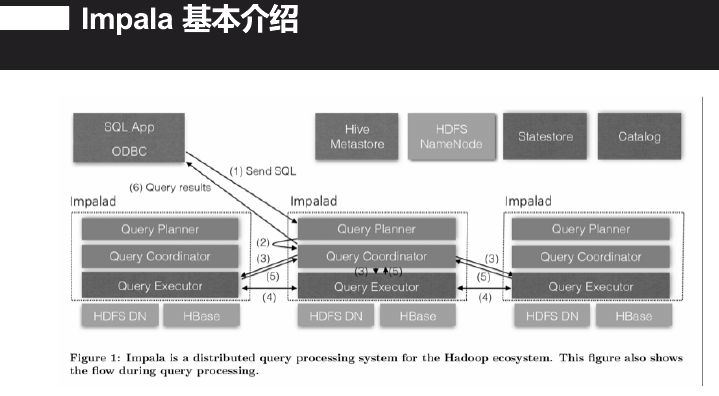 Impala 基本介绍
SQL App
ODBC
Hive
Metastore
HDFS
NameNode
Statestore
Catalog
(1) Send SQL
(6) Query results
Impalad
Impalad
Impalad
Query Planner
Query Planner
Query Planner
(2)
Query Coordinator
Query Coordinator
Query Coordinator
(3)
(3)
(5)
(3)
(5)
(5)
Query Executor
Query Executor
Query Executor
(4)
(4)
HDFS DN
HBase
HDFS DN
HBase
HDFS DN
HBase
Figure 1: Impala is a distributed query processing system for the Hadoop ecosystem. This figure also shows
the flow during query processing.